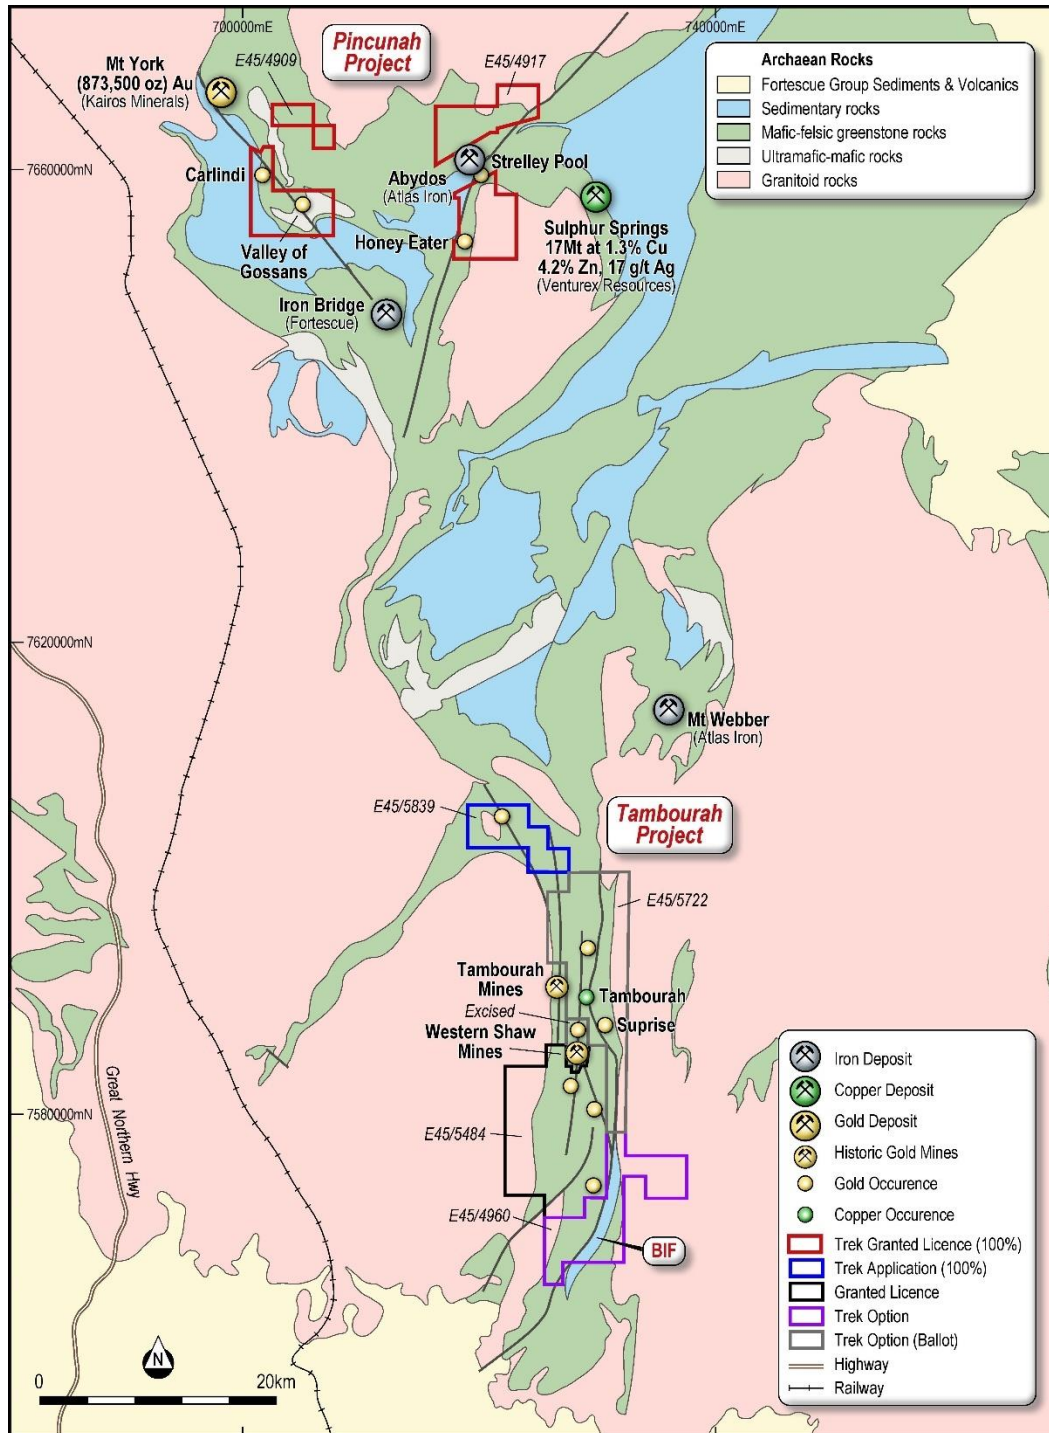 700000mE
740000mE
Pincunah
Project
E45/4909
E45/4917
Mt York
(873,500 oz) Au
(Kairos Minerals)
Archaean Rocks
Fortescue Group Sediments & Volcanics
Sedimentary rocks
Mafic-felsic greenstone rocks
Ultramafic-mafic rocks
Granitoid rocks
7660000mN
Carlindi
Abydos
(Atlas Iron)
Strelley Pool
Valley of
Gossans
Honey Eater
Sulphur Springs
17Mt at 1.3% Cu
4.2% Zn, 17 g/t Ag
(Venturex Resources)
Iron Bridge
(Fortescue)
7620000mN
Mt Webber
(Atlas Iron)
E45/5839
Tambourah
Project
E45/5722
Tambourah
Mines
Tambourah
Excised
Suprise
Western Shaw
Mines
Great Northern Hwy
7580000mN
E45/5484
E45/4960
BIF
Iron Deposit
Copper Deposit
Gold Deposit
Historic Gold Mines
Gold Occurence
Copper Occurence
Trek Granted Licence (100%)
Trek Application (100%)
Granted Licence
Trek Option
Trek Option (Ballot)
Highway
Railway
N
0 20km